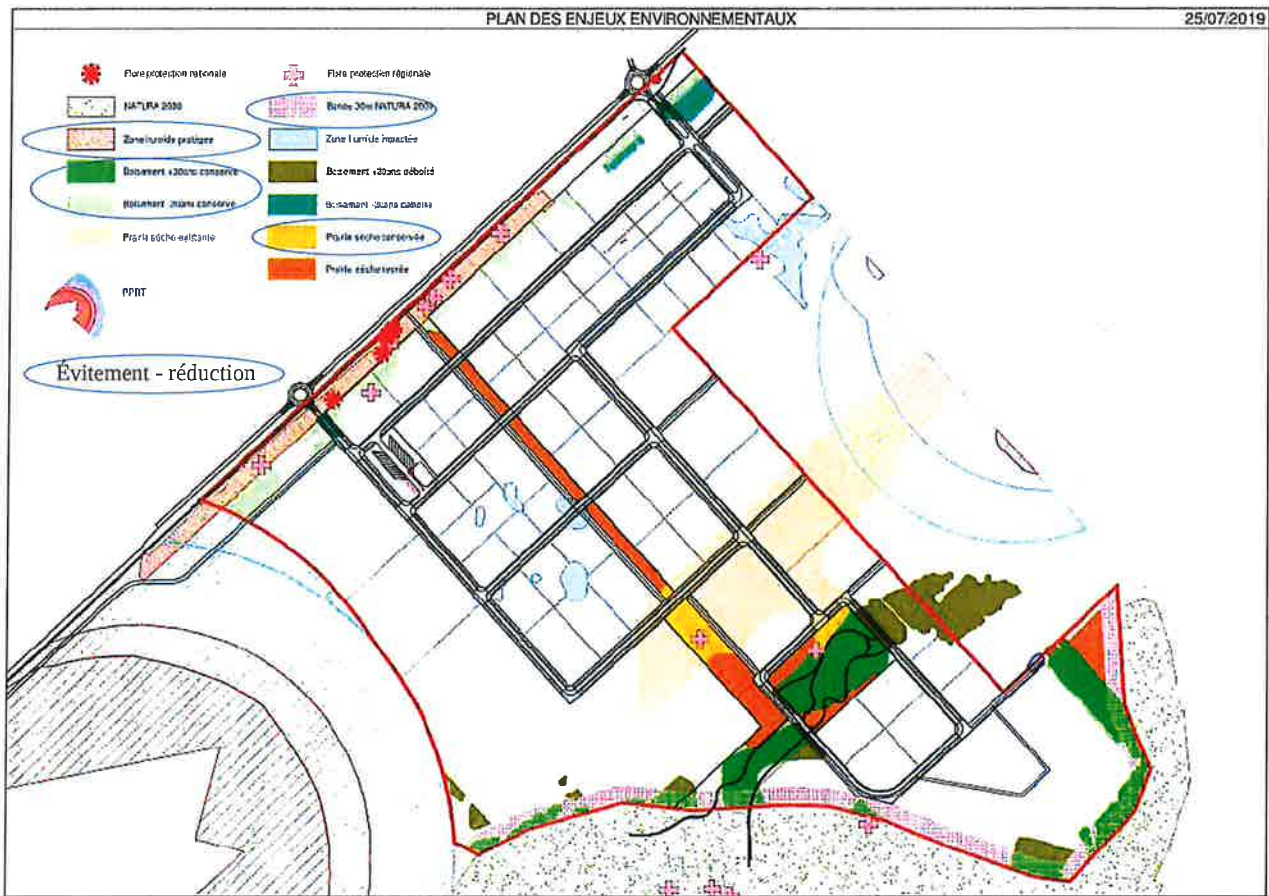 PLAN DES ENJEUX ENVIRONNEMENTAUX
25/07/2019
Flore protection nationale
Flore protection régionale
NATURA 2000
Bande 30m NATURA 2000
Zone humide protégée
Zone humide impactée
Boisement +30ans conservé
Boisement +30ans déboisé
Boisement -30ans conservé
Boisement -30ans déboisé
Prairie sèche existante
Prairie sèche conservée
Prairie sèche recréée
PPRT
Évitement - réduction